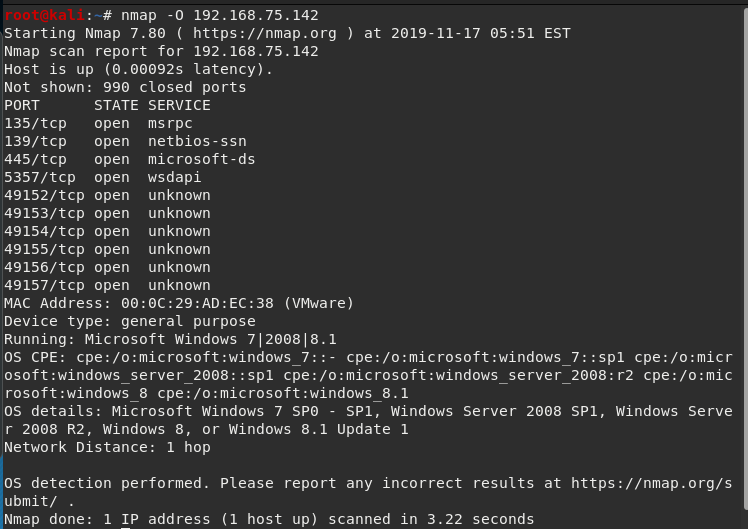 root@kali:~# nmap -O 192.168.75.142
Starting Nmap 7.80 ( https://nmap.org ) at 2019-11-17 05:51 EST
Nmap scan report for 192.168.75.142
Host is up (0.00092s latency).
Not shown: 990 closed ports
PORT      STATE SERVICE
135/tcp   open  msrpc
139/tcp   open  netbios-ssn
445/tcp   open  microsoft-ds
5357/tcp  open  wsdapi
49152/tcp open  unknown
49153/tcp open  unknown
49154/tcp open  unknown
49155/tcp open  unknown
49156/tcp open  unknown
49157/tcp open  unknown
MAC Address: 00:0C:29:AD:EC:38 (VMware)
Device type: general purpose
Running: Microsoft Windows 7|2008|8.1
OS CPE: cpe:/o:microsoft:windows_7::- cpe:/o:microsoft:windows_7::sp1 cpe:/o:micr
osoft:windows_server_2008::sp1 cpe:/o:microsoft:windows_server_2008:r2 cpe:/o:mic
rosoft:windows_8 cpe:/o:microsoft:windows_8.1
OS details: Microsoft Windows 7 SP0 - SP1, Windows Server 2008 SP1, Windows Serve
r 2008 R2, Windows 8, or Windows 8.1 Update 1
Network Distance: 1 hop

OS detection performed. Please report any incorrect results at https://nmap.org/s
ubmit/ .
Nmap done: 1 IP address (1 host up) scanned in 3.22 seconds